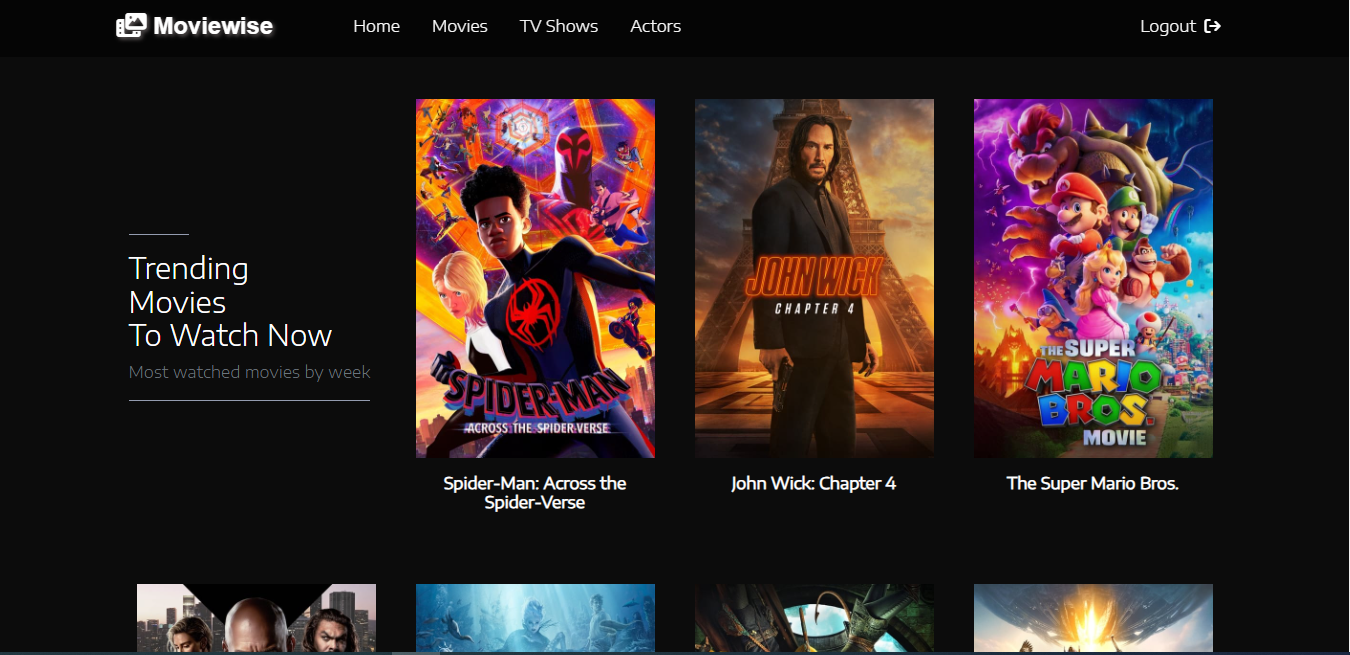 Moviewise
Home
Movies
TV Shows
Actors
Logout
Trending
Movies
To Watch Now
Most watched movies by week
SPIDER-MAN
ACROSS THE SPIDER-VERSE
Spider-Man: Across the
Spider-Verse
JOHN WICK
CHAPTER 4
John Wick: Chapter 4
THE SUPER
MARIO
BROS.
MOVIE
The Super Mario Bros.